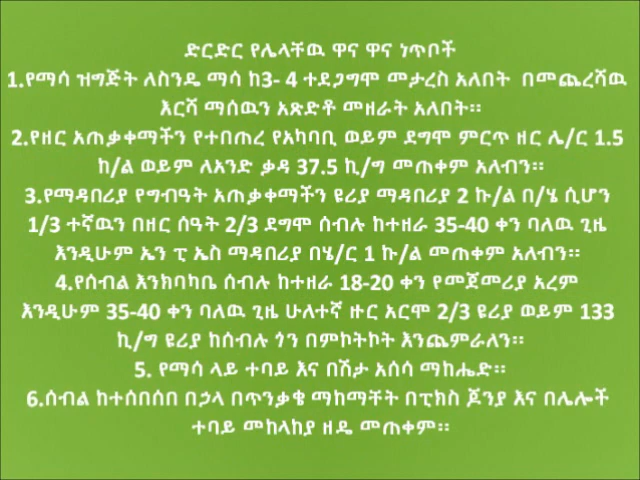 ድርድር የሌላቸዉ ዋና ዋና ነጥቦች
1.የማሳ ዝግጅት ለስንዴ ማሳ ከ3- 4 ተደጋግሞ መታረስ አለበት በመጨረሻዉ
እርሻ ማሰዉን አጽድቶ መዘራት አለበት፡፡
2.የዘር አጠቃቀማችን የተበጠረ የአካባቢ ወይም ደግሞ ምርጥ ዘር ሌ/ር 1.5
ከ/ል ወይም ለአንድ ቃዳ 37.5 ኪ/ግ መጠቀም አለብን፡፡
3.የማዳበሪያ የግብዓት አጠቃቀማችን ዩሪያ ማዳበሪያ 2 ኩ/ል በ/ሄ ሲሆን
1/3 ተኛዉን በዘር ሰዓት 2/3 ደግሞ ሰብሉ ከተዘራ 35-40 ቀን ባለዉ ጊዜ
እንዲሁም ኤን ፒ ኤስ ማዳበሪያ በሄ/ር 1 ኩ/ል መጠቀም አለብን፡፡
4.የሰብል እንክባካቤ ሰብሉ ከተዘራ 18-20 ቀን የመጀመሪያ አረም
እንዲሁም 35-40 ቀን ባለዉ ጊዜ ሁለተኛ ዙር አርሞ 2/3 ዩሪያ ወይም 133
ኪ/ግ ዩሪያ ከሰብሉ ጎን በምኮትኮት እንጨምራለን፡፡
5. የማሳ ላይ ተባይ እና በሽታ አሰሳ ማከሔድ፡፡
6.ሰብል ከተሰበሰበ በኃላ በጥንቃቄ ማከማቸት በፒክስ ጆንያ እና በሌሎች
ተባይ መከላከያ ዘዴ መጠቀም፡፡